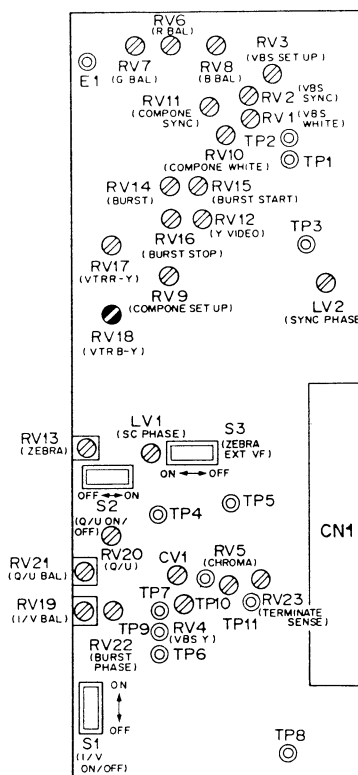 RV6
(R BAL)
RV7
(G BAL)
RV8
(B BAL)
RV3
(VBS SET UP)
E1
RV2 (VBS SYNC)
RV11
(COMPONE SYNC)
RV1 (VBS WHITE)
TP2
RV10
(COMPONE WHITE)
TP1
RV14
(BURST)
RV15
(BURST START)
RV12
(Y VIDEO)
RV16
(BURST STOP)
TP3
RV17
(VTRR-Y)
RV9
(COMPONE SET UP)
LV2
(SYNC PHASE)
RV18
(VTRB-Y)
LV1
(SC PHASE)
S3
(ZEBRA
EXT VF)
RV13
(ZEBRA)
ON ↔ OFF
OFF ↔ ON
S2
(Q/U ON/
OFF)
TP4
TP5
CN1
RV20
(Q/U)
RV21
(Q/U BAL)
CV1
RV5
(CHROMA)
RV19
(I/V BAL)
TP7
TP10
TP11
RV23
(TERMINATE
SENSE)
TP9
RV4
(VBS Y)
RV22
(BURST
PHASE)
TP6
ON
OFF
S1
(I/V
ON/OFF)
TP8